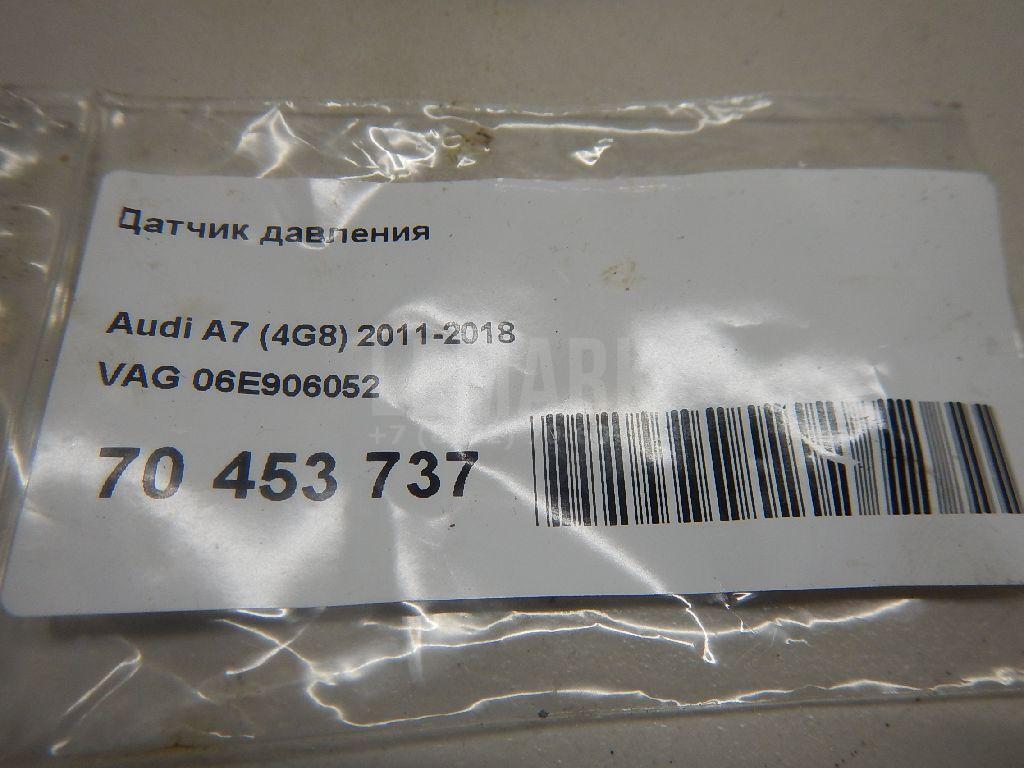 Датчик давления
Audi A7 (4G8) 2011-2018
VAG 06E906052
70 453 737